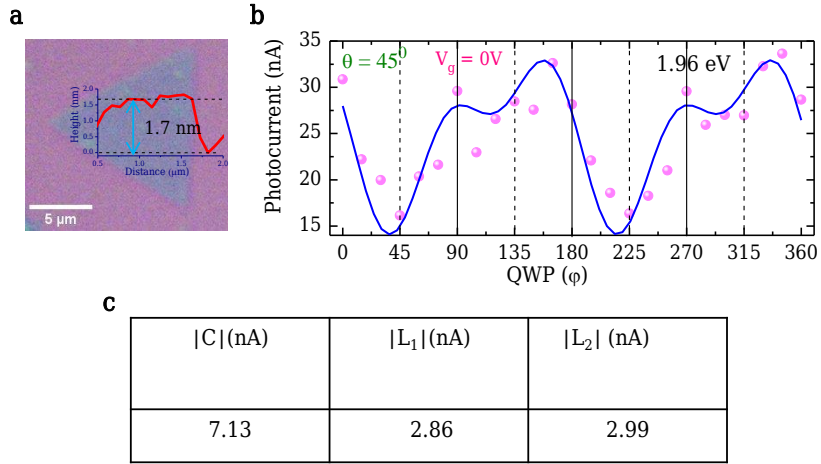 a
2.0
1.5
1.0
0.5
0.0
Height (nm)
1.7 nm
0.5 1.0 1.5 2.0
Distance (μm)
5 μm
b
35
30
25
20
15
Photocurrent (nA)
θ = 45⁰ V_g = 0V 1.96 eV
0 45 90 135 180 225 270 315 360
QWP (φ)
c
|C|(nA) |L₁|(nA) |L₂| (nA)
7.13 2.86 2.99